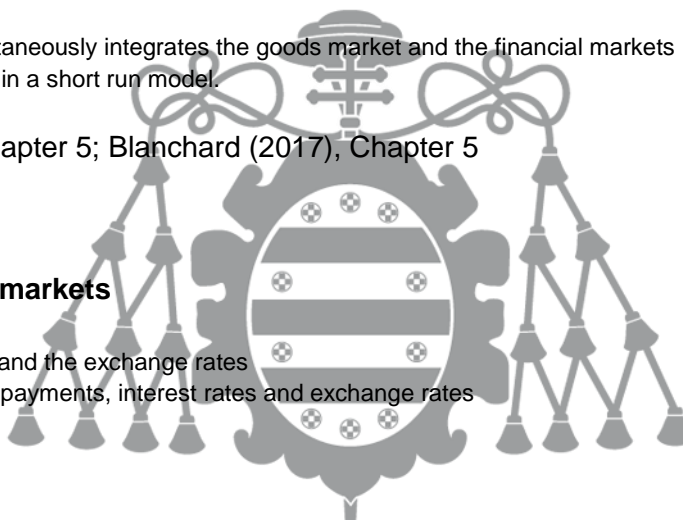 taneously integrates the goods market and the financial markets
in a short run model.
apter 5; Blanchard (2017), Chapter 5
markets
and the exchange rates
payments, interest rates and exchange rates